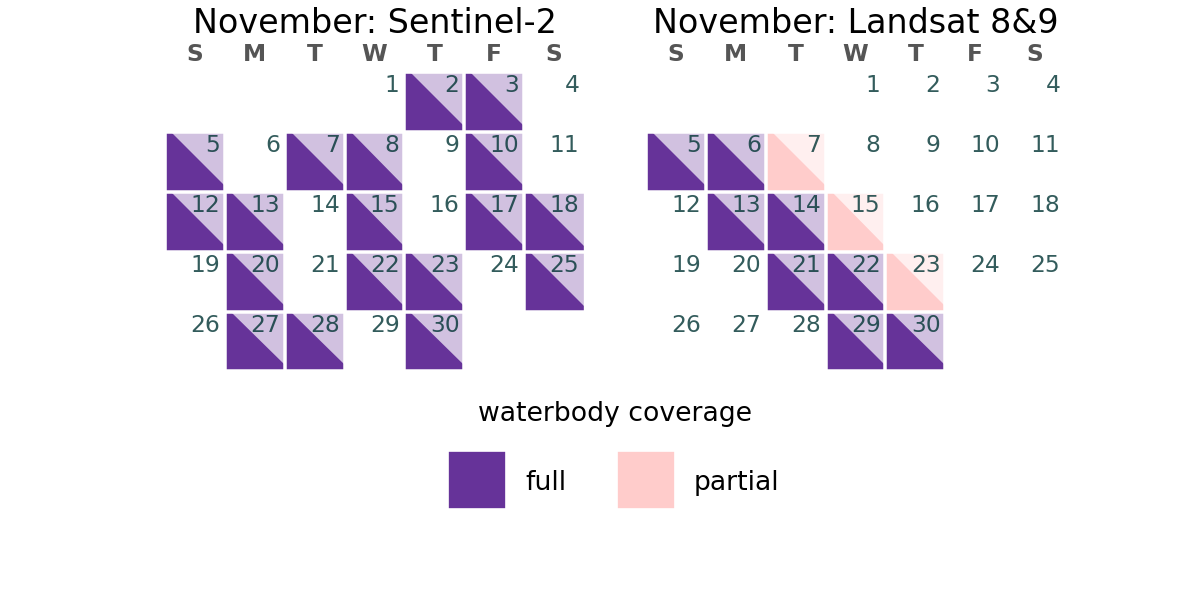 November: Sentinel-2
S M T W T F S
1 2 3 4
5 6 7 8 9 10 11
12 13 14 15 16 17 18
19 20 21 22 23 24 25
26 27 28 29 30
November: Landsat 8&9
S M T W T F S
1 2 3 4
5 6 7 8 9 10 11
12 13 14 15 16 17 18
19 20 21 22 23 24 25
26 27 28 29 30
waterbody coverage
full partial